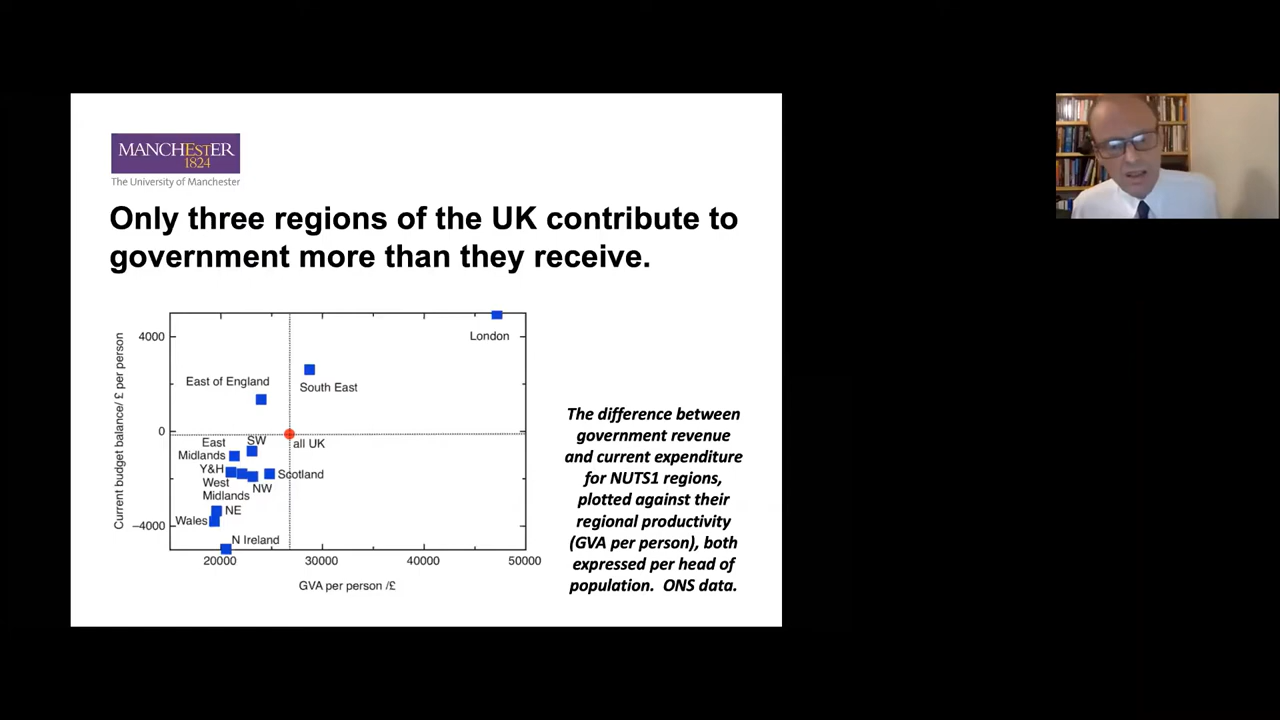 MANCHEsTER
1824
The University of Manchester
Only three regions of the UK contribute to
government more than they receive.
Current budget balance/ £ per person
4000
0
−4000
London
South East
East of England
all UK
SW
East
Midlands
Y&H
West
Midlands
NW
Scotland
NE
Wales
N Ireland
20000
30000
40000
50000
GVA per person /£
The difference between
government revenue
and current expenditure
for NUTS1 regions,
plotted against their
regional productivity
(GVA per person), both
expressed per head of
population. ONS data.